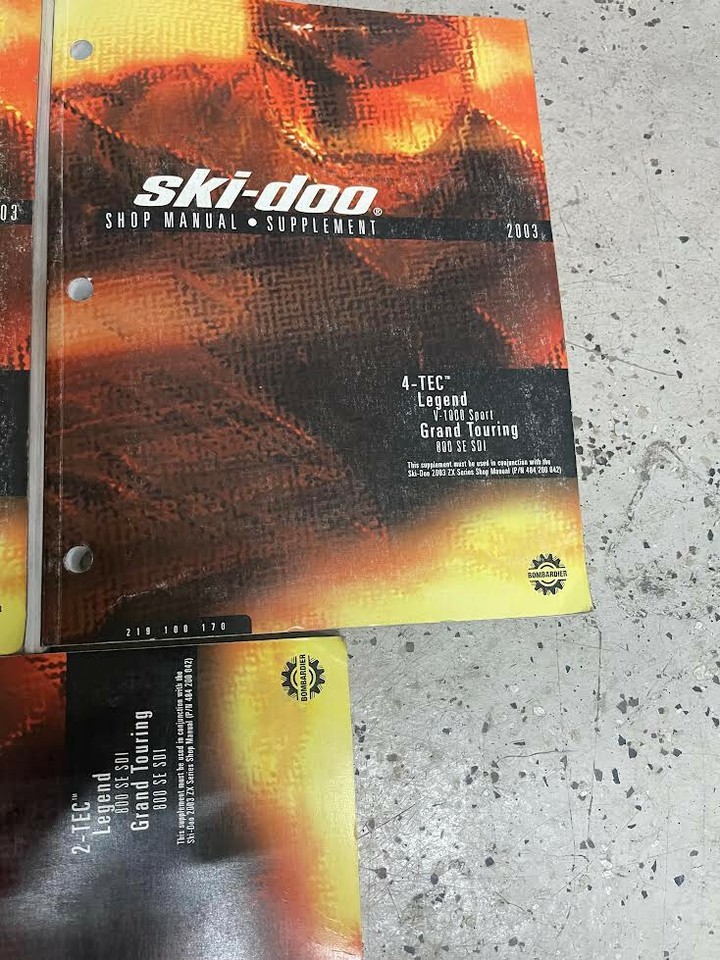 03
ski-doo®
SHOP MANUAL • SUPPLEMENT
2003
4-TEC™
Legend
V-1000 Sport
Grand Touring
800 SE SDI
This supplement must be used in conjunction with the
Ski-Doo 2003 ZX Series Shop Manual (P/N 484 200 042)
BOMBARDIER
219 100 170
2-TEC™
Legend
800 SE SDI
Grand Touring
800 SE SDI
This supplement must be used in conjunction with the
Ski-Doo 2003 ZX Series Shop Manual (P/N 484 200 042)
BOMBARDIER